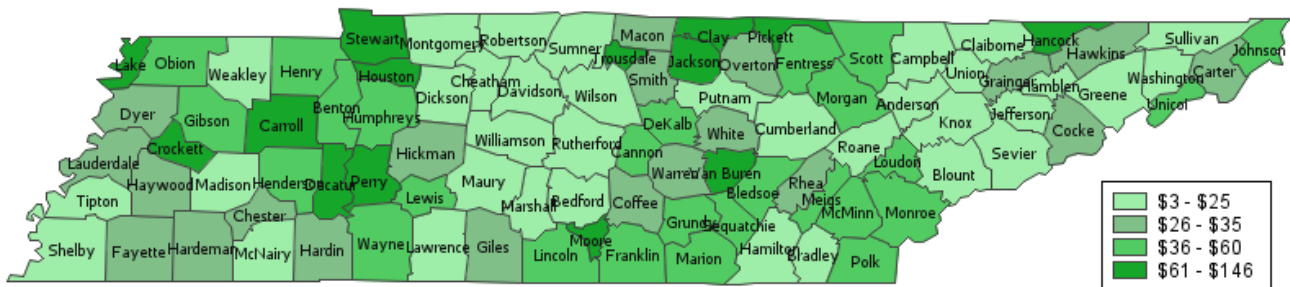 Stewart
Montgomery
Robertson
Sumner
Macon
Clay
Pickett
Hancock
Sullivan
Lake
Obion
Weakley
Henry
Houston
Cheatham
Davidson
Wilson
Trousdale
Smith
Jackson
Overton
Fentress
Scott
Campbell
Claiborne
Union
Grainger
Hawkins
Hamblen
Greene
Washington
Carter
Johnson
Unicoi
Dyer
Gibson
Carroll
Benton
Humphreys
Dickson
Williamson
Rutherford
DeKalb
Putnam
White
Cumberland
Morgan
Anderson
Knox
Jefferson
Cocke
Lauderdale
Crockett
Haywood
Madison
Henderson
Decatur
Perry
Hickman
Maury
Cannon
Warren
Van Buren
Bledsoe
Rhea
Meigs
Roane
Loudon
Blount
Sevier
Tipton
Chester
Lewis
Marshall
Bedford
Coffee
Grundy
Sequatchie
McMinn
Monroe
Shelby
Fayette
Hardeman
McNairy
Hardin
Wayne
Lawrence
Giles
Lincoln
Moore
Franklin
Marion
Hamilton
Bradley
Polk
$3 - $25
$26 - $35
$36 - $60
$61 - $146